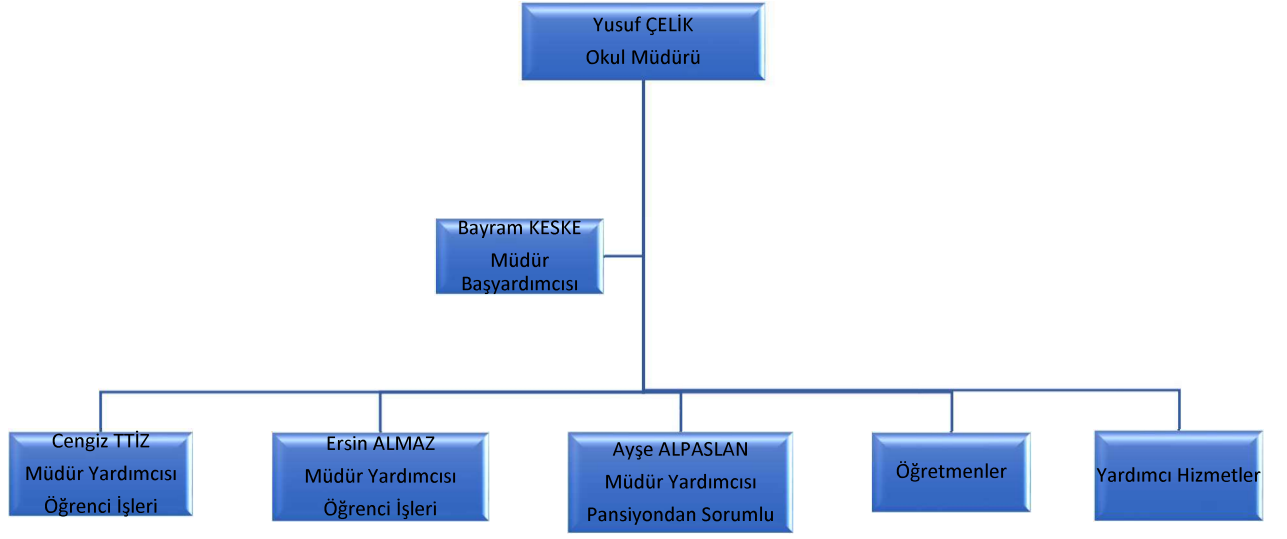 Yusuf ÇELİK
Okul Müdürü
Bayram KESKE
Müdür
Başyardımcısı
Cengiz TTİZ
Müdür Yardımcısı
Öğrenci İşleri
Ersin ALMAZ
Müdür Yardımcısı
Öğrenci İşleri
Ayşe ALPASLAN
Müdür Yardımcısı
Pansiyondan Sorumlu
Öğretmenler
Yardımcı Hizmetler